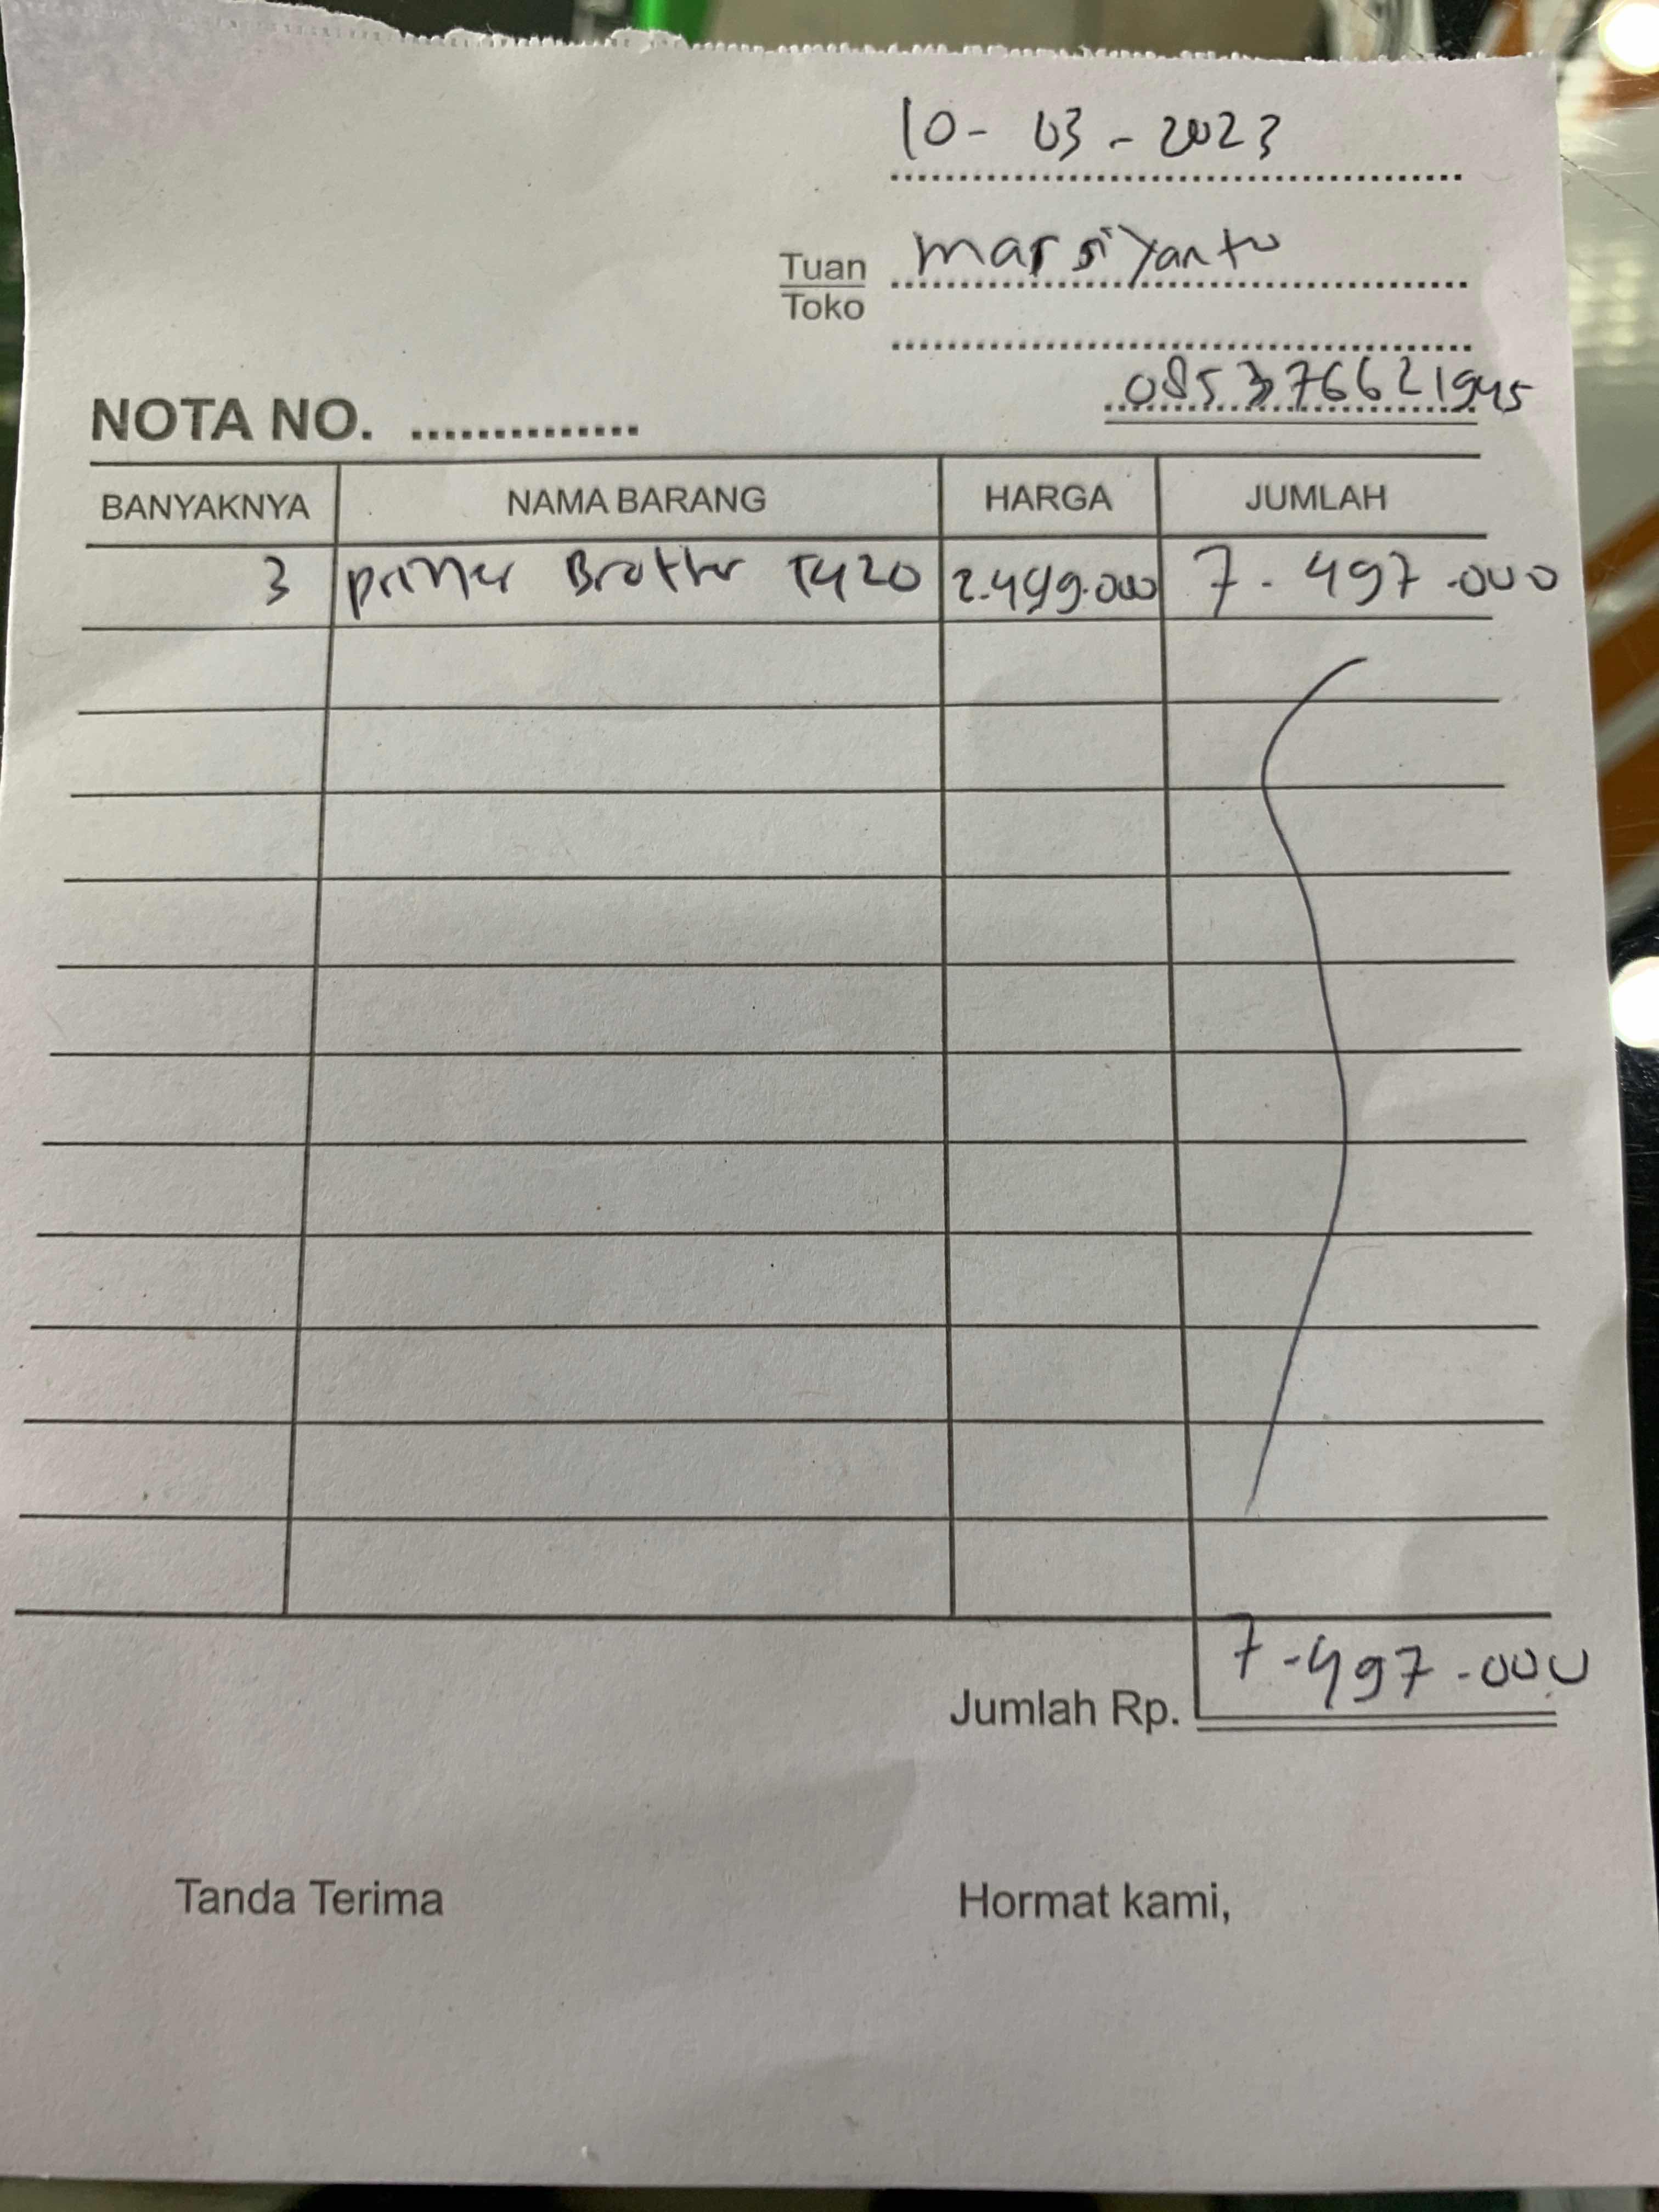 10 - 03 - 2023
Tuan marsiyanto
Toko
085376621945
NOTA NO. ..............
BANYAKNYA NAMA BARANG HARGA JUMLAH
3 printer Brother T420 2.499.000 7.497.000
Jumlah Rp. 7.497.000
Tanda Terima Hormat kami,